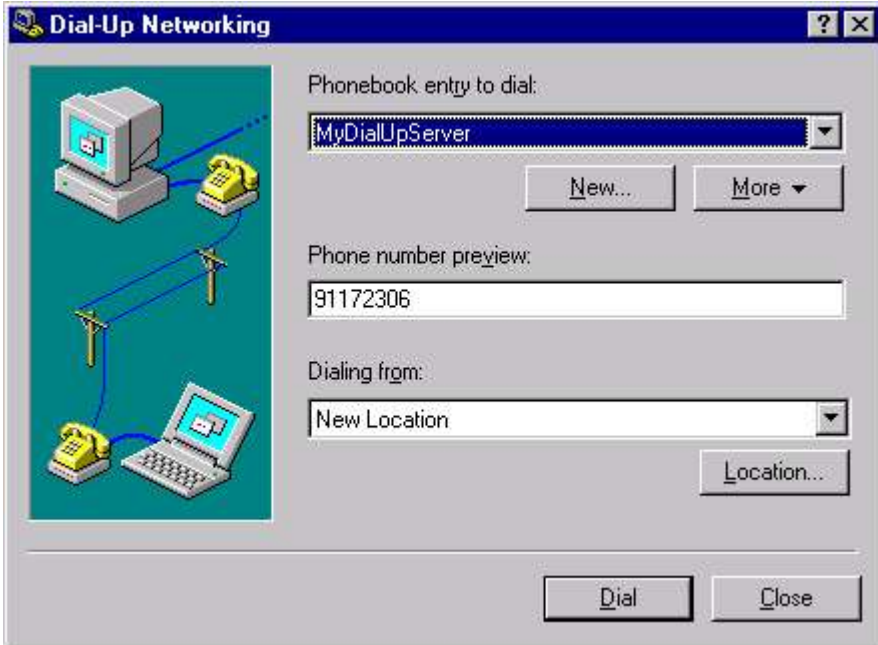 Dial-Up Networking
Phonebook entry to dial:
MyDialUpServer
New... More
Phone number preview:
91172306
Dialing from:
New Location
Location...
Dial Close